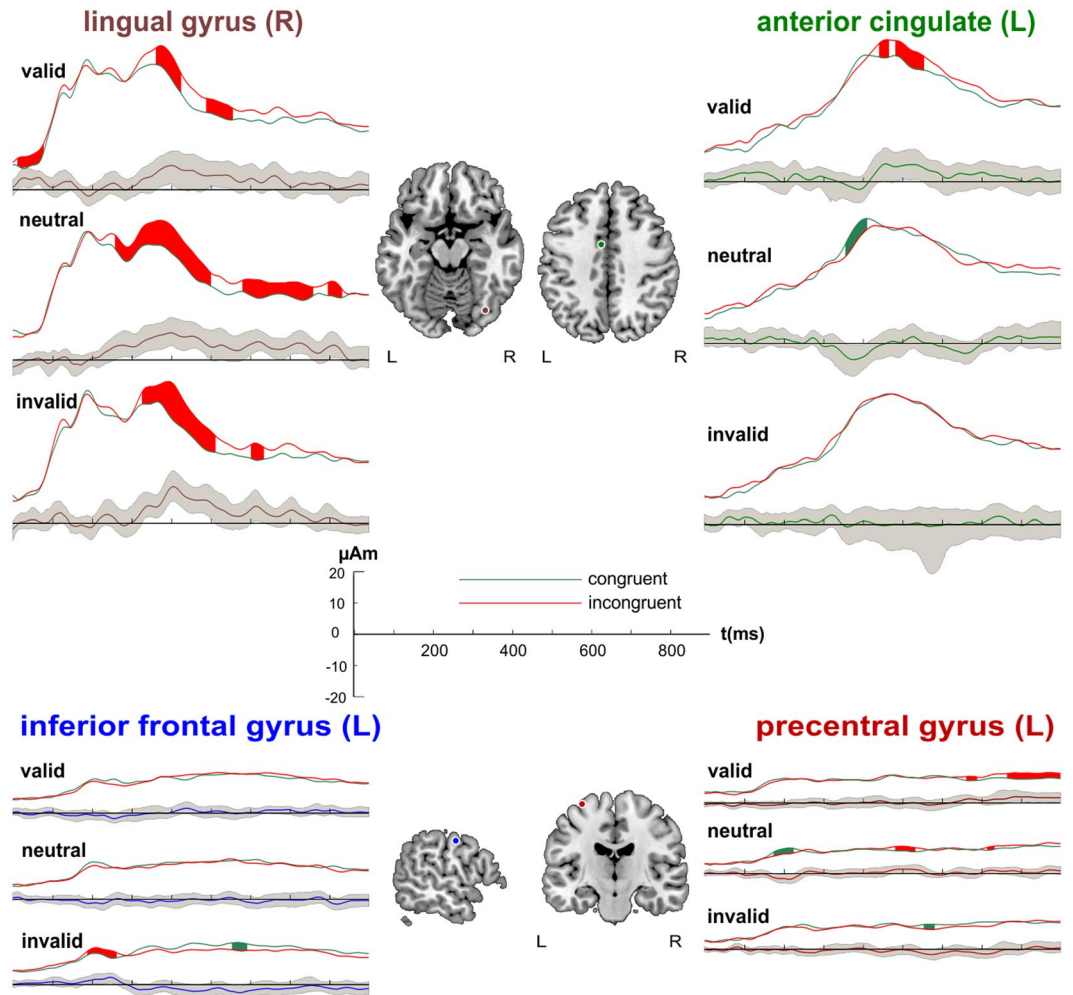 lingual gyrus (R)
anterior cingulate (L)
valid
valid
neutral
neutral
L R L R
invalid
invalid
µAm
20
10
0
-10
-20
congruent
incongruent
t(ms)
200 400 600 800
inferior frontal gyrus (L)
precentral gyrus (L)
valid
valid
neutral
neutral
invalid
invalid
L R